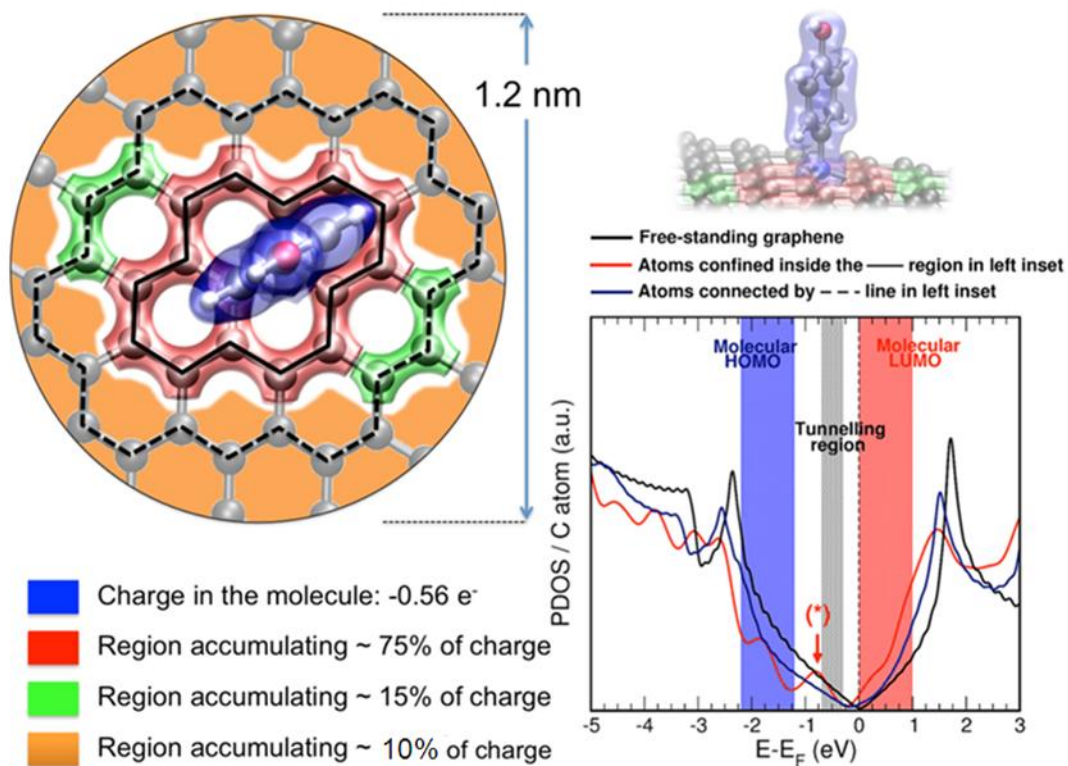 1.2 nm
Charge in the molecule: -0.56 e-
Region accumulating ~ 75% of charge
Region accumulating ~ 15% of charge
Region accumulating ~ 10% of charge
Free-standing graphene
Atoms confined inside the — region in left inset
Atoms connected by – – – line in left inset
Molecular
HOMO
Molecular
LUMO
Tunnelling
region
(*)
PDOS / C atom (a.u.)
-5 -4 -3 -2 -1 0 1 2 3
E-EF (eV)